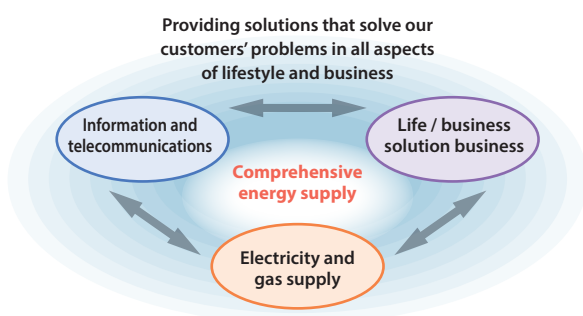 Providing solutions that solve our
customers' problems in all aspects
of lifestyle and business
Information and
telecommunications
Life / business
solution business
Comprehensive
energy supply
Electricity and
gas supply